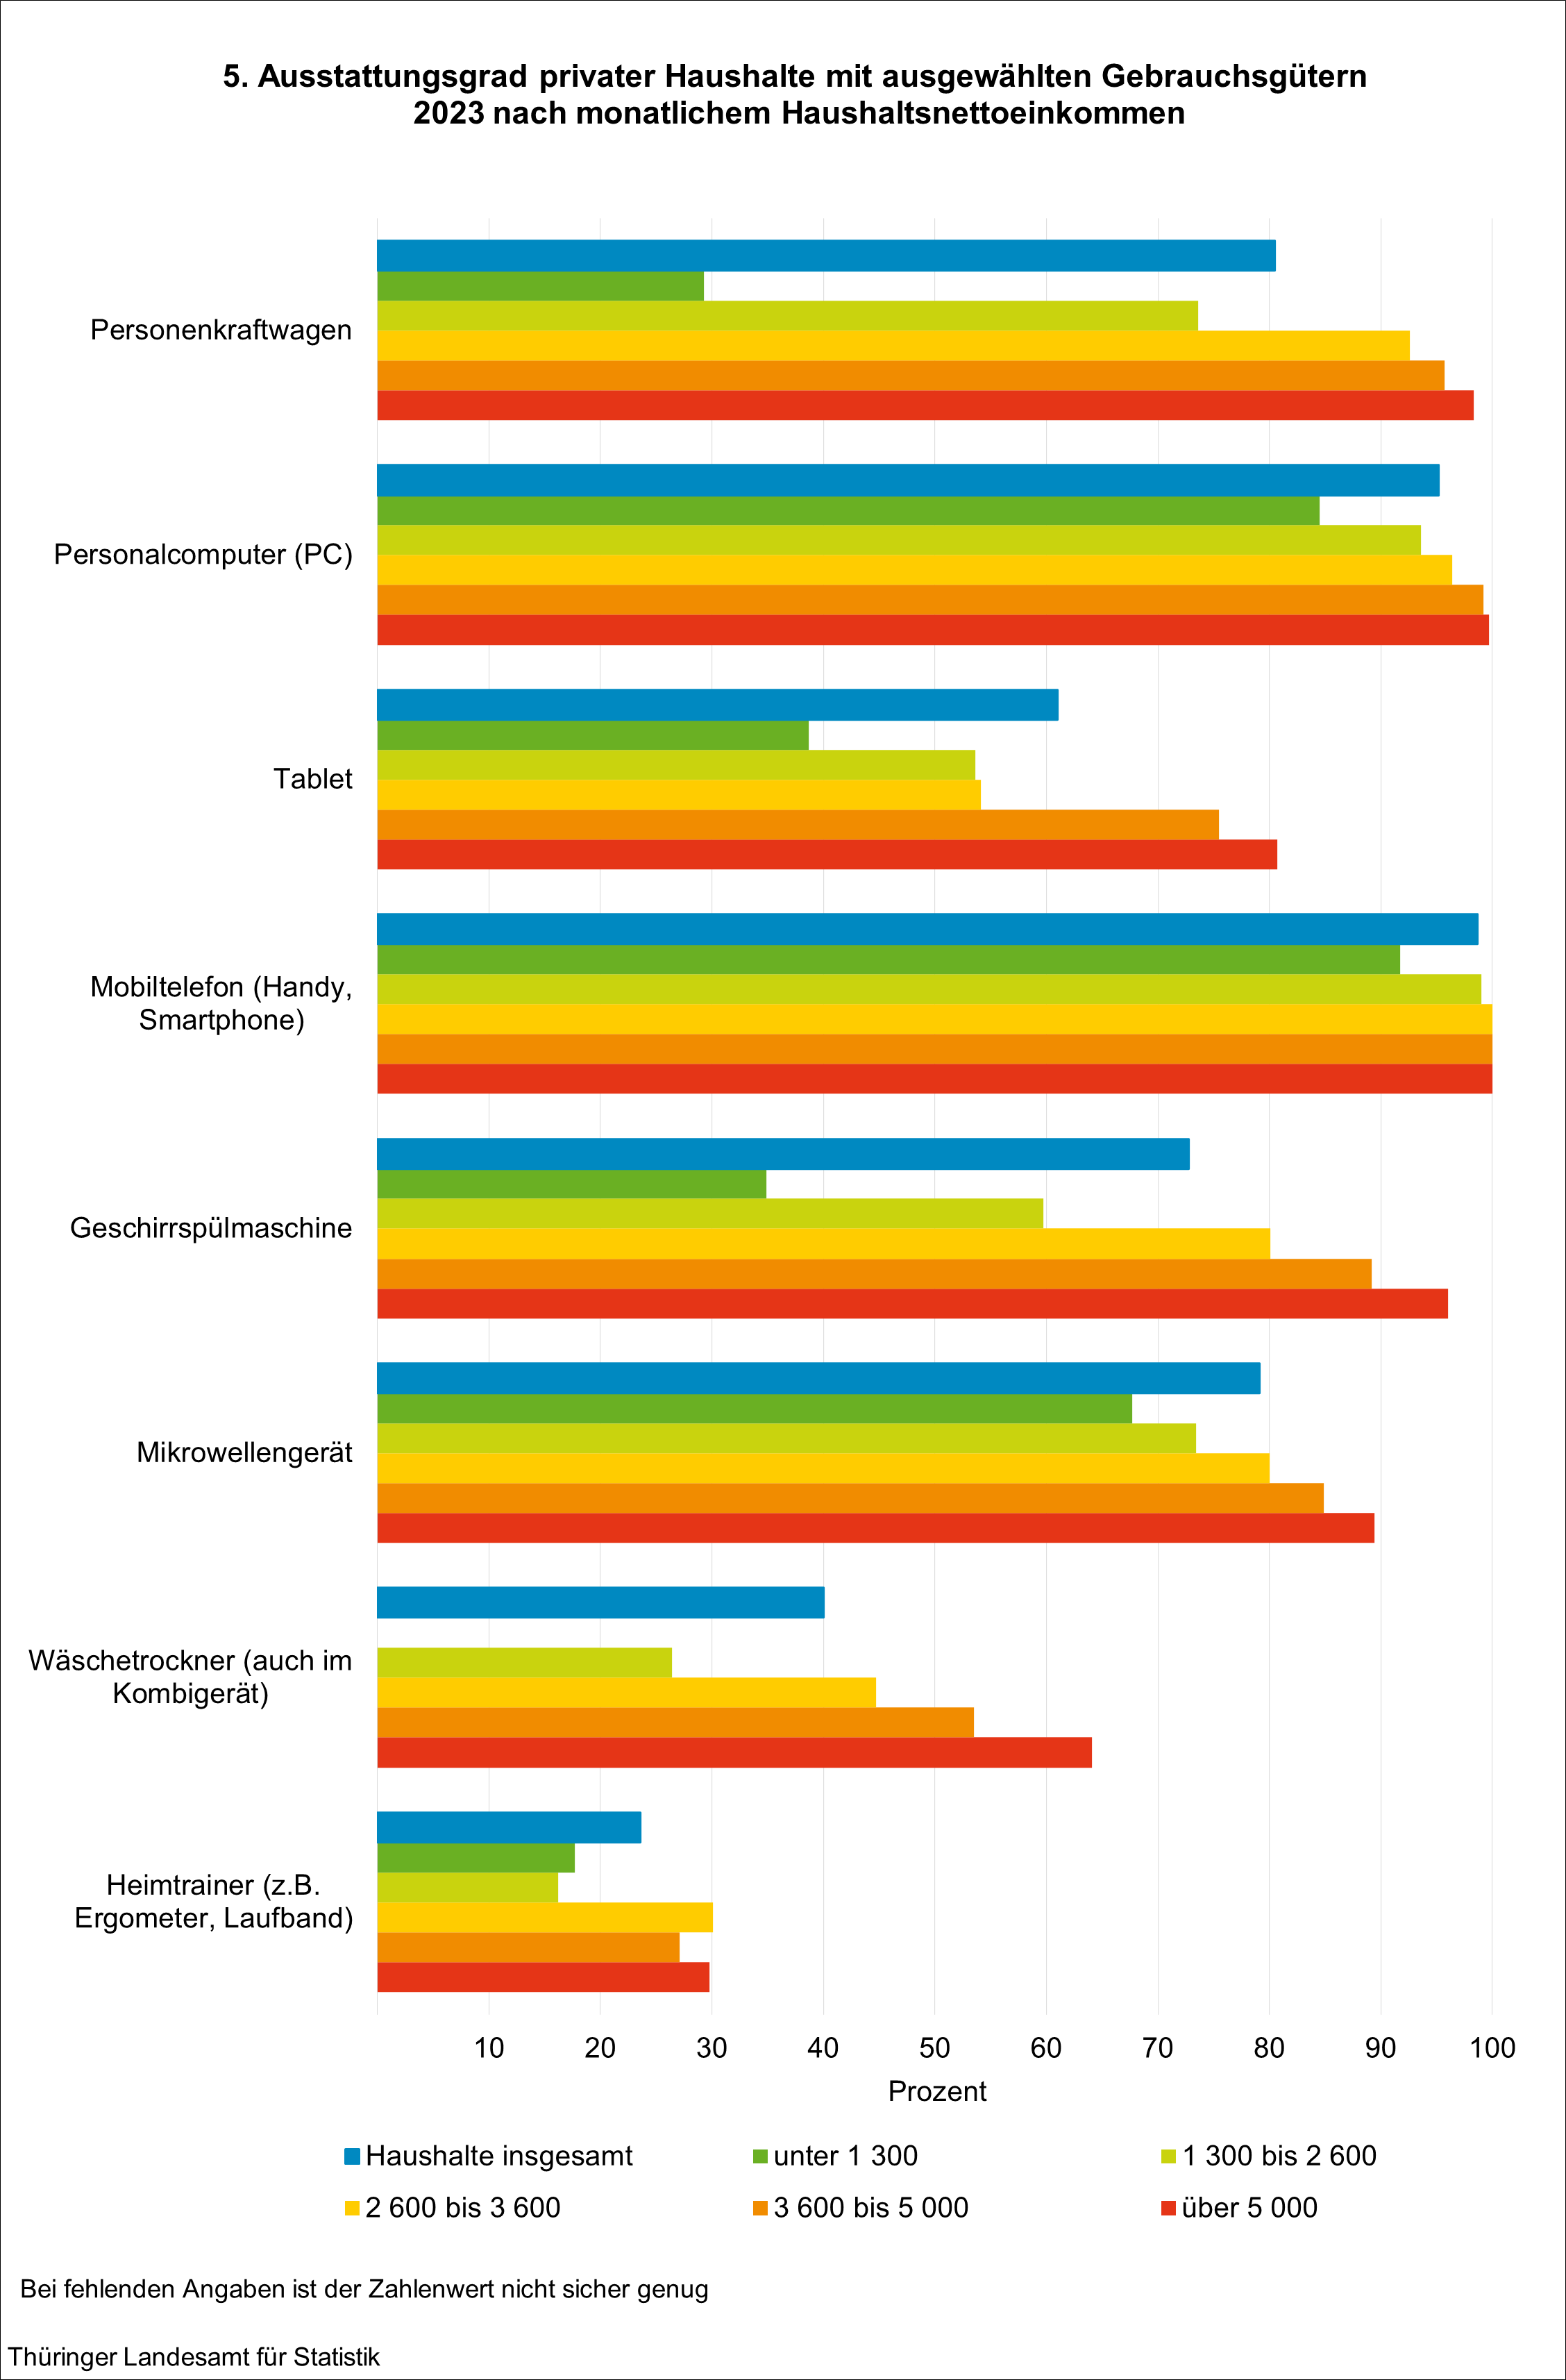 5. Ausstattungsgrad privater Haushalte mit ausgewählten Gebrauchsgütern
2023 nach monatlichem Haushaltsnettoeinkommen
Personenkraftwagen
Personalcomputer (PC)
Tablet
Mobiltelefon (Handy,
Smartphone)
Geschirrspülmaschine
Mikrowellengerät
Wäschetrockner (auch im
Kombigerät)
Heimtrainer (z.B.
Ergometer, Laufband)
10 20 30 40 50 60 70 80 90 100
Prozent
Haushalte insgesamt unter 1 300 1 300 bis 2 600
2 600 bis 3 600 3 600 bis 5 000 über 5 000
Bei fehlenden Angaben ist der Zahlenwert nicht sicher genug
Thüringer Landesamt für Statistik